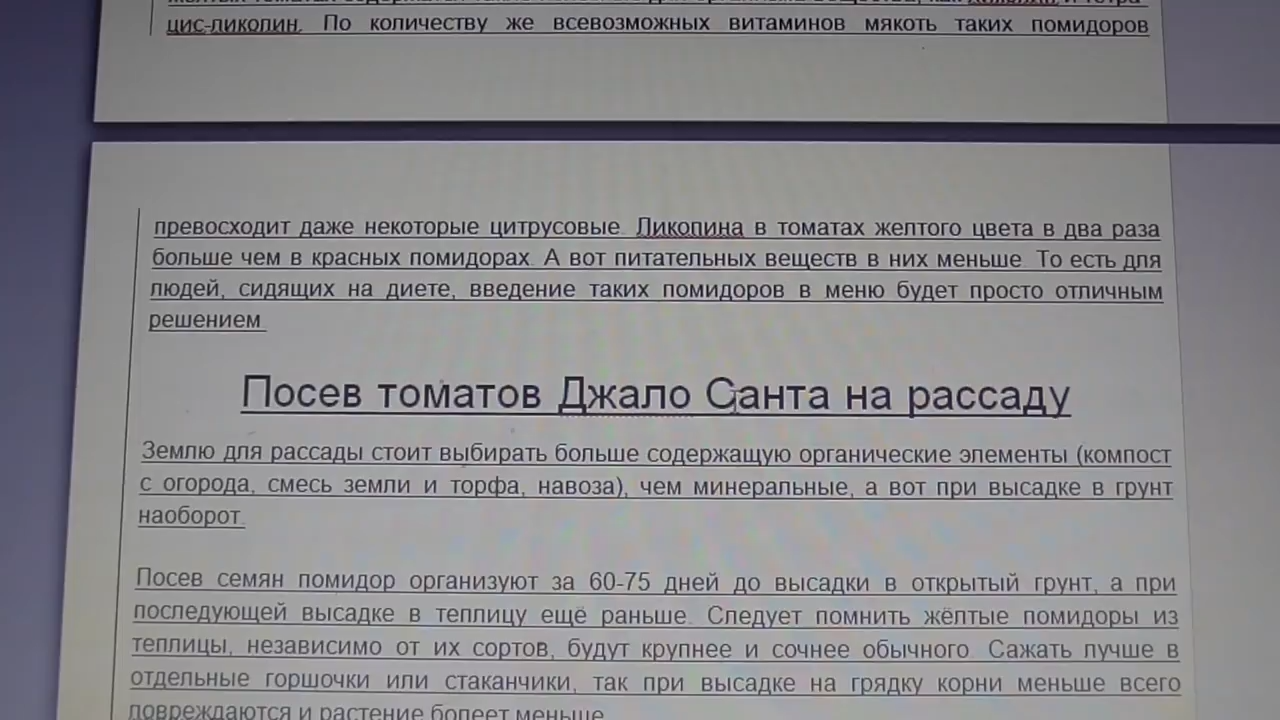 цис-ликопин. По количеству же всевозможных витаминов мякоть таких помидоров
превосходит даже некоторые цитрусовые. Ликопина в томатах желтого цвета в два раза
больше чем в красных помидорах. А вот питательных веществ в них меньше. То есть для
людей, сидящих на диете, введение таких помидоров в меню будет просто отличным
решением.
Посев томатов Джало Санта на рассаду
Землю для рассады стоит выбирать больше содержащую органические элементы (компост
с огорода, смесь земли и торфа, навоза), чем минеральные, а вот при высадке в грунт
наоборот.
Посев семян помидор организуют за 60-75 дней до высадки в открытый грунт, а при
последующей высадке в теплицу ещё раньше. Следует помнить жёлтые помидоры из
теплицы, независимо от их сортов, будут крупнее и сочнее обычного. Сажать лучше в
отдельные горшочки или стаканчики, так при высадке на грядку корни меньше всего
повреждаются и растение болеет меньше.